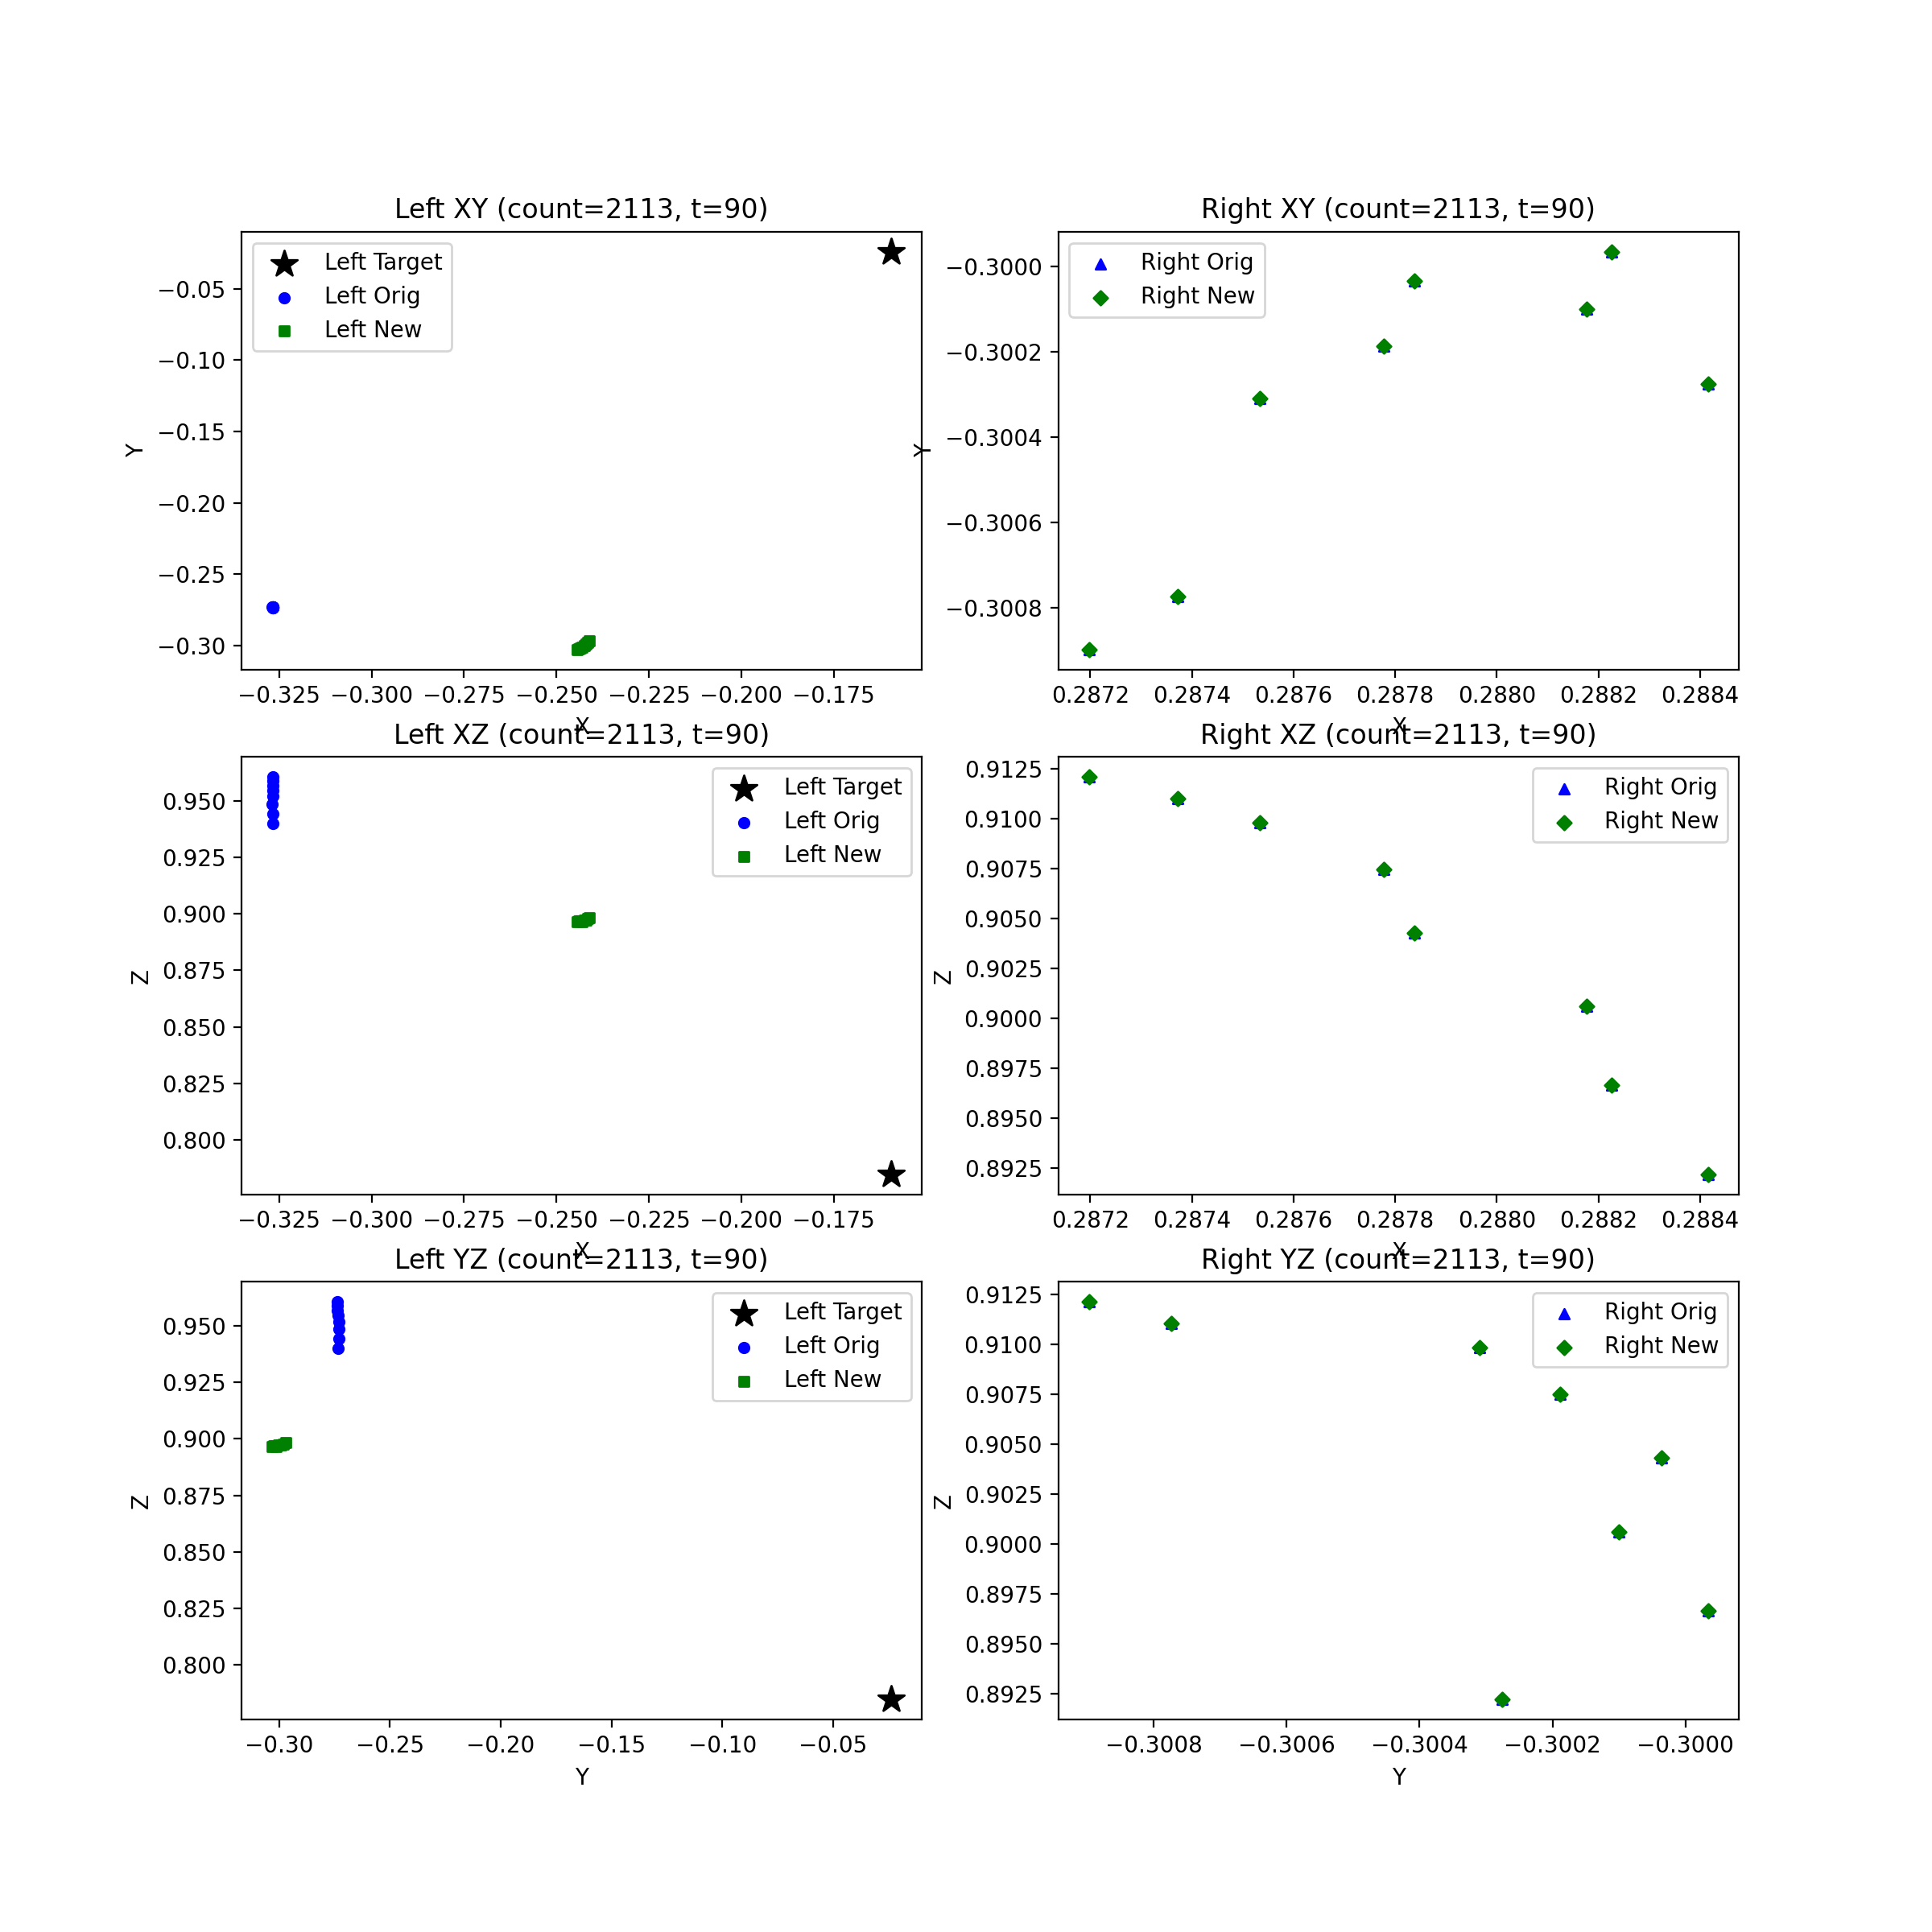 Left XY (count=2113, t=90)
Left Target
Left Orig
Left New
−0.05
−0.10
−0.15
−0.20
−0.25
−0.30
Y
−0.325 −0.300 −0.275 −0.250 −0.225 −0.200 −0.175
X
Right XY (count=2113, t=90)
Right Orig
Right New
−0.3000
−0.3002
−0.3004
−0.3006
−0.3008
Y
0.2872 0.2874 0.2876 0.2878 0.2880 0.2882 0.2884
X
Left XZ (count=2113, t=90)
Left Target
Left Orig
Left New
0.950
0.925
0.900
0.875
0.850
0.825
0.800
Z
−0.325 −0.300 −0.275 −0.250 −0.225 −0.200 −0.175
X
Right XZ (count=2113, t=90)
Right Orig
Right New
0.9125
0.9100
0.9075
0.9050
0.9025
0.9000
0.8975
0.8950
0.8925
Z
0.2872 0.2874 0.2876 0.2878 0.2880 0.2882 0.2884
X
Left YZ (count=2113, t=90)
Left Target
Left Orig
Left New
0.950
0.925
0.900
0.875
0.850
0.825
0.800
Z
−0.30 −0.25 −0.20 −0.15 −0.10 −0.05
Y
Right YZ (count=2113, t=90)
Right Orig
Right New
0.9125
0.9100
0.9075
0.9050
0.9025
0.9000
0.8975
0.8950
0.8925
Z
−0.3008 −0.3006 −0.3004 −0.3002 −0.3000
Y